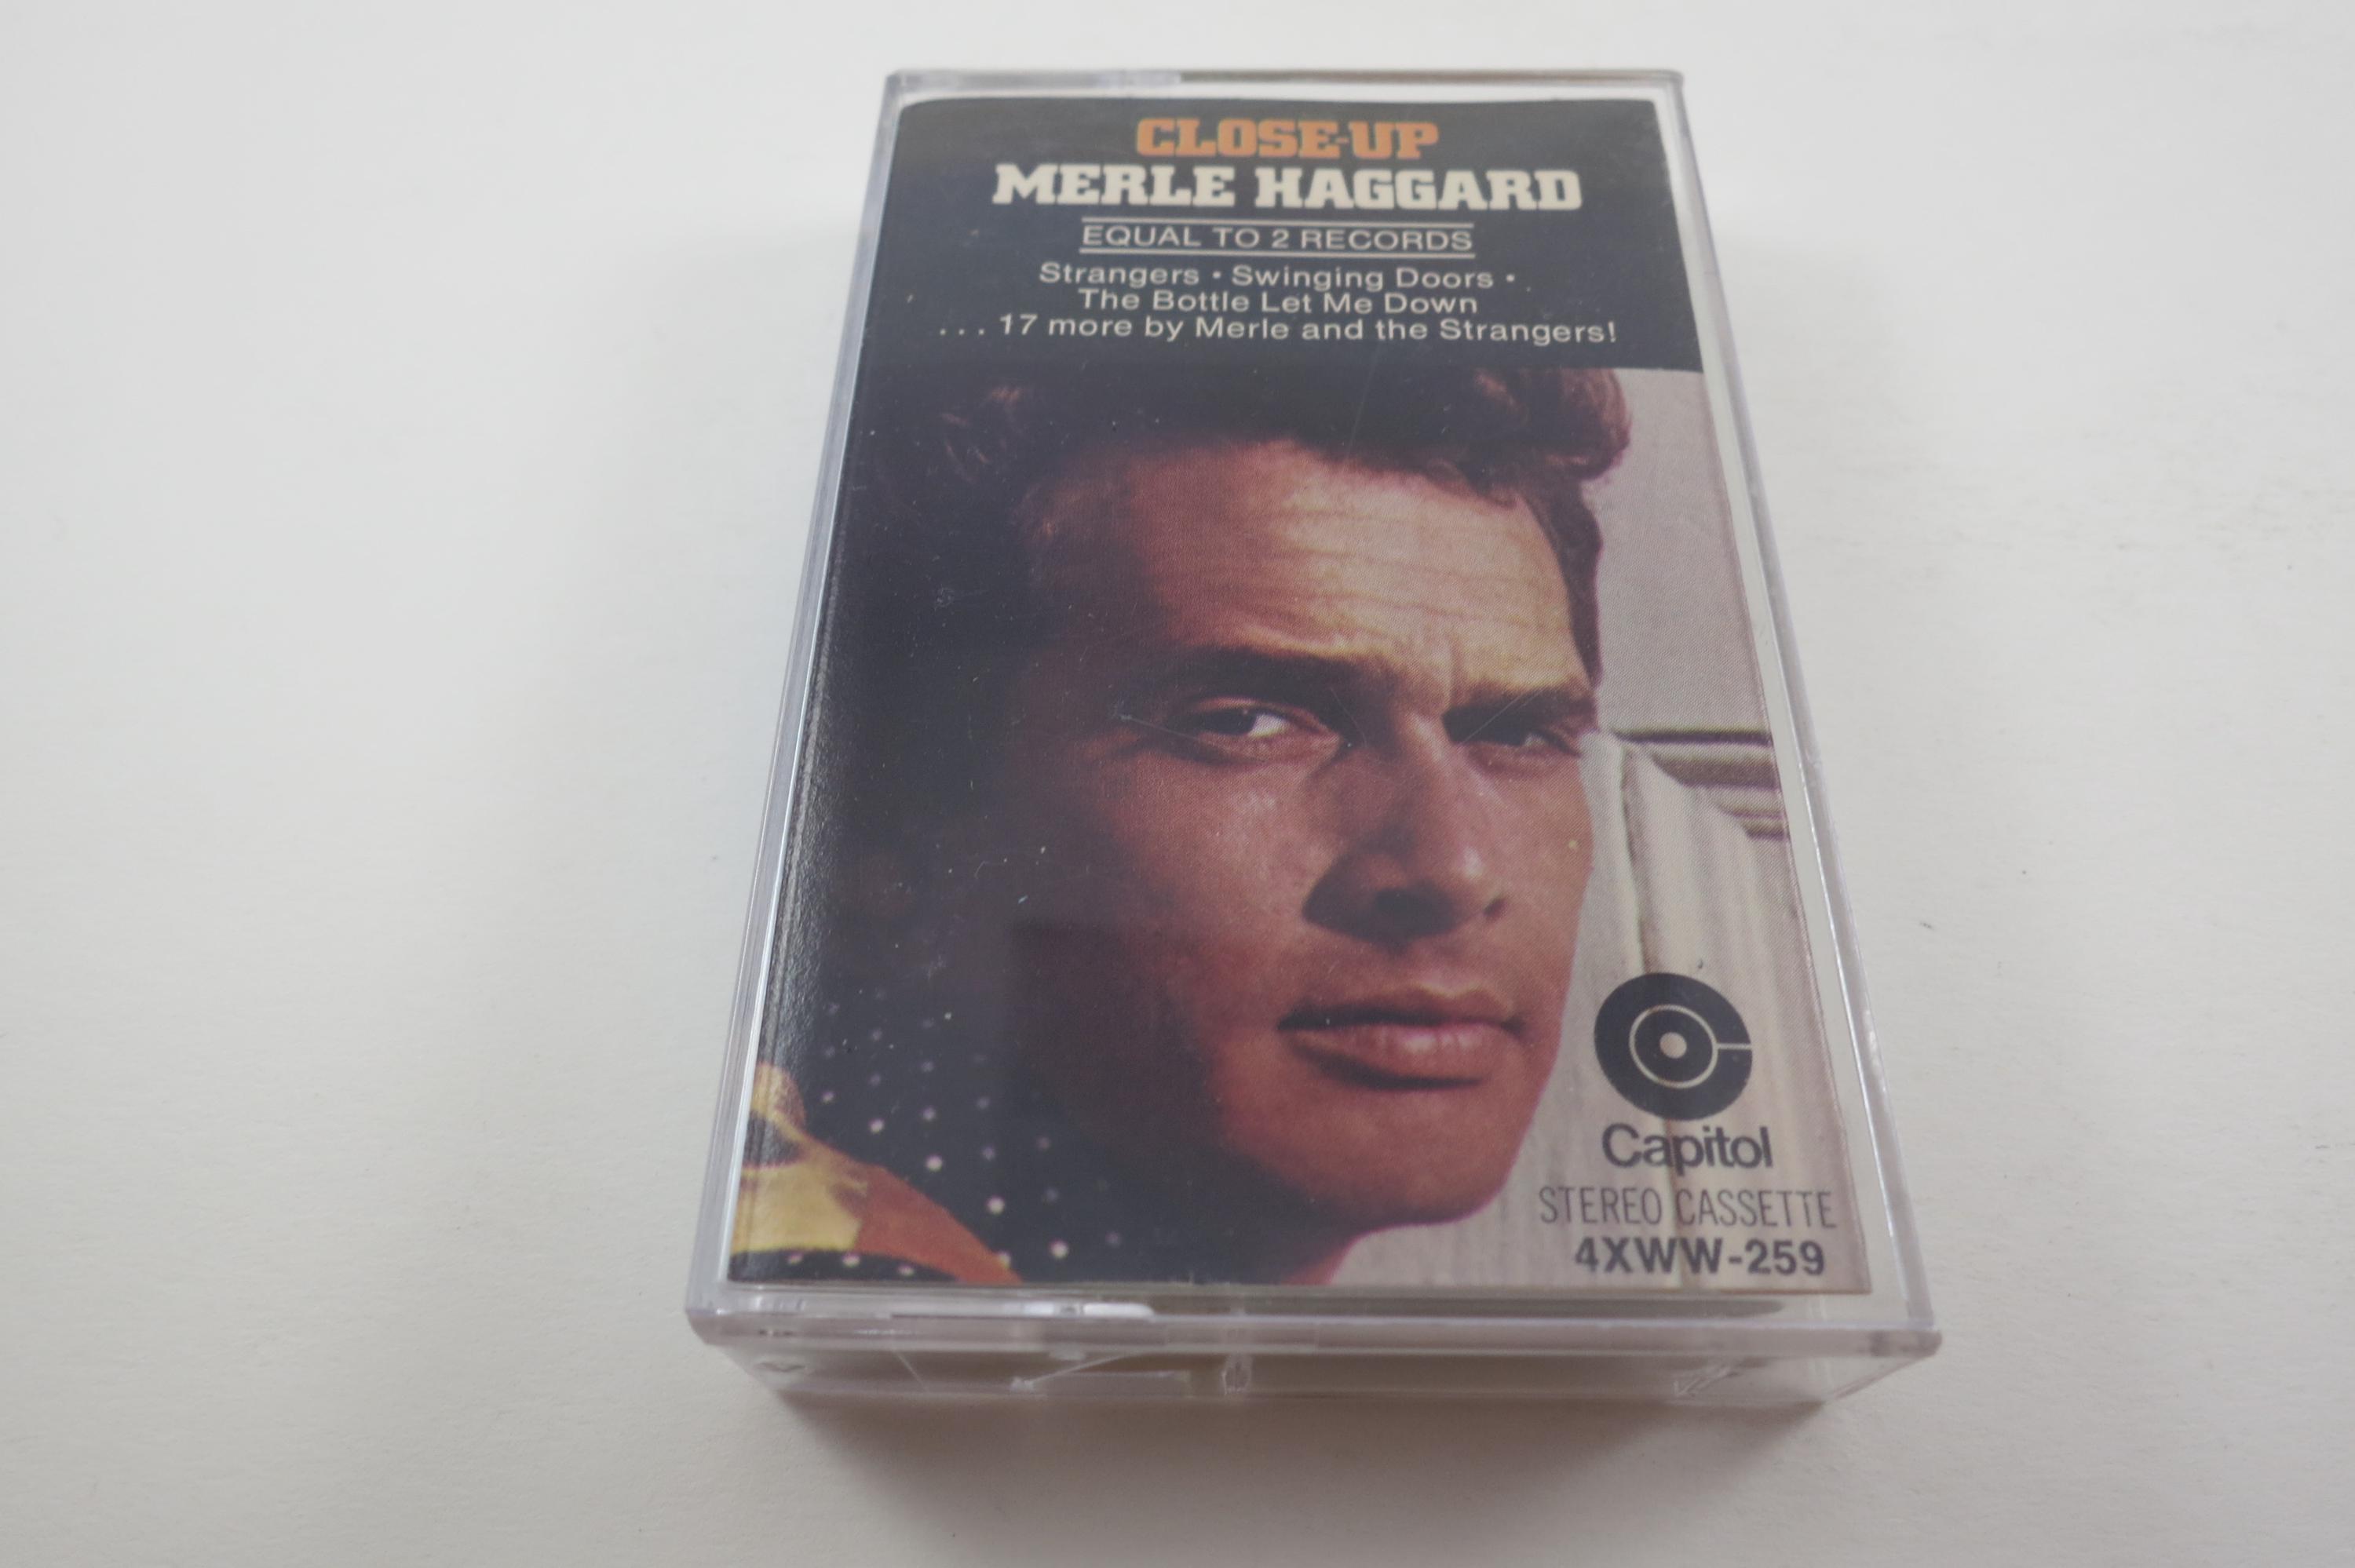 CLOSE-UP
MERLE HAGGARD
EQUAL TO 2 RECORDS
Strangers • Swinging Doors •
The Bottle Let Me Down
... 17 more by Merle and the Strangers!
Capitol
STEREO CASSETTE
4XWW-259